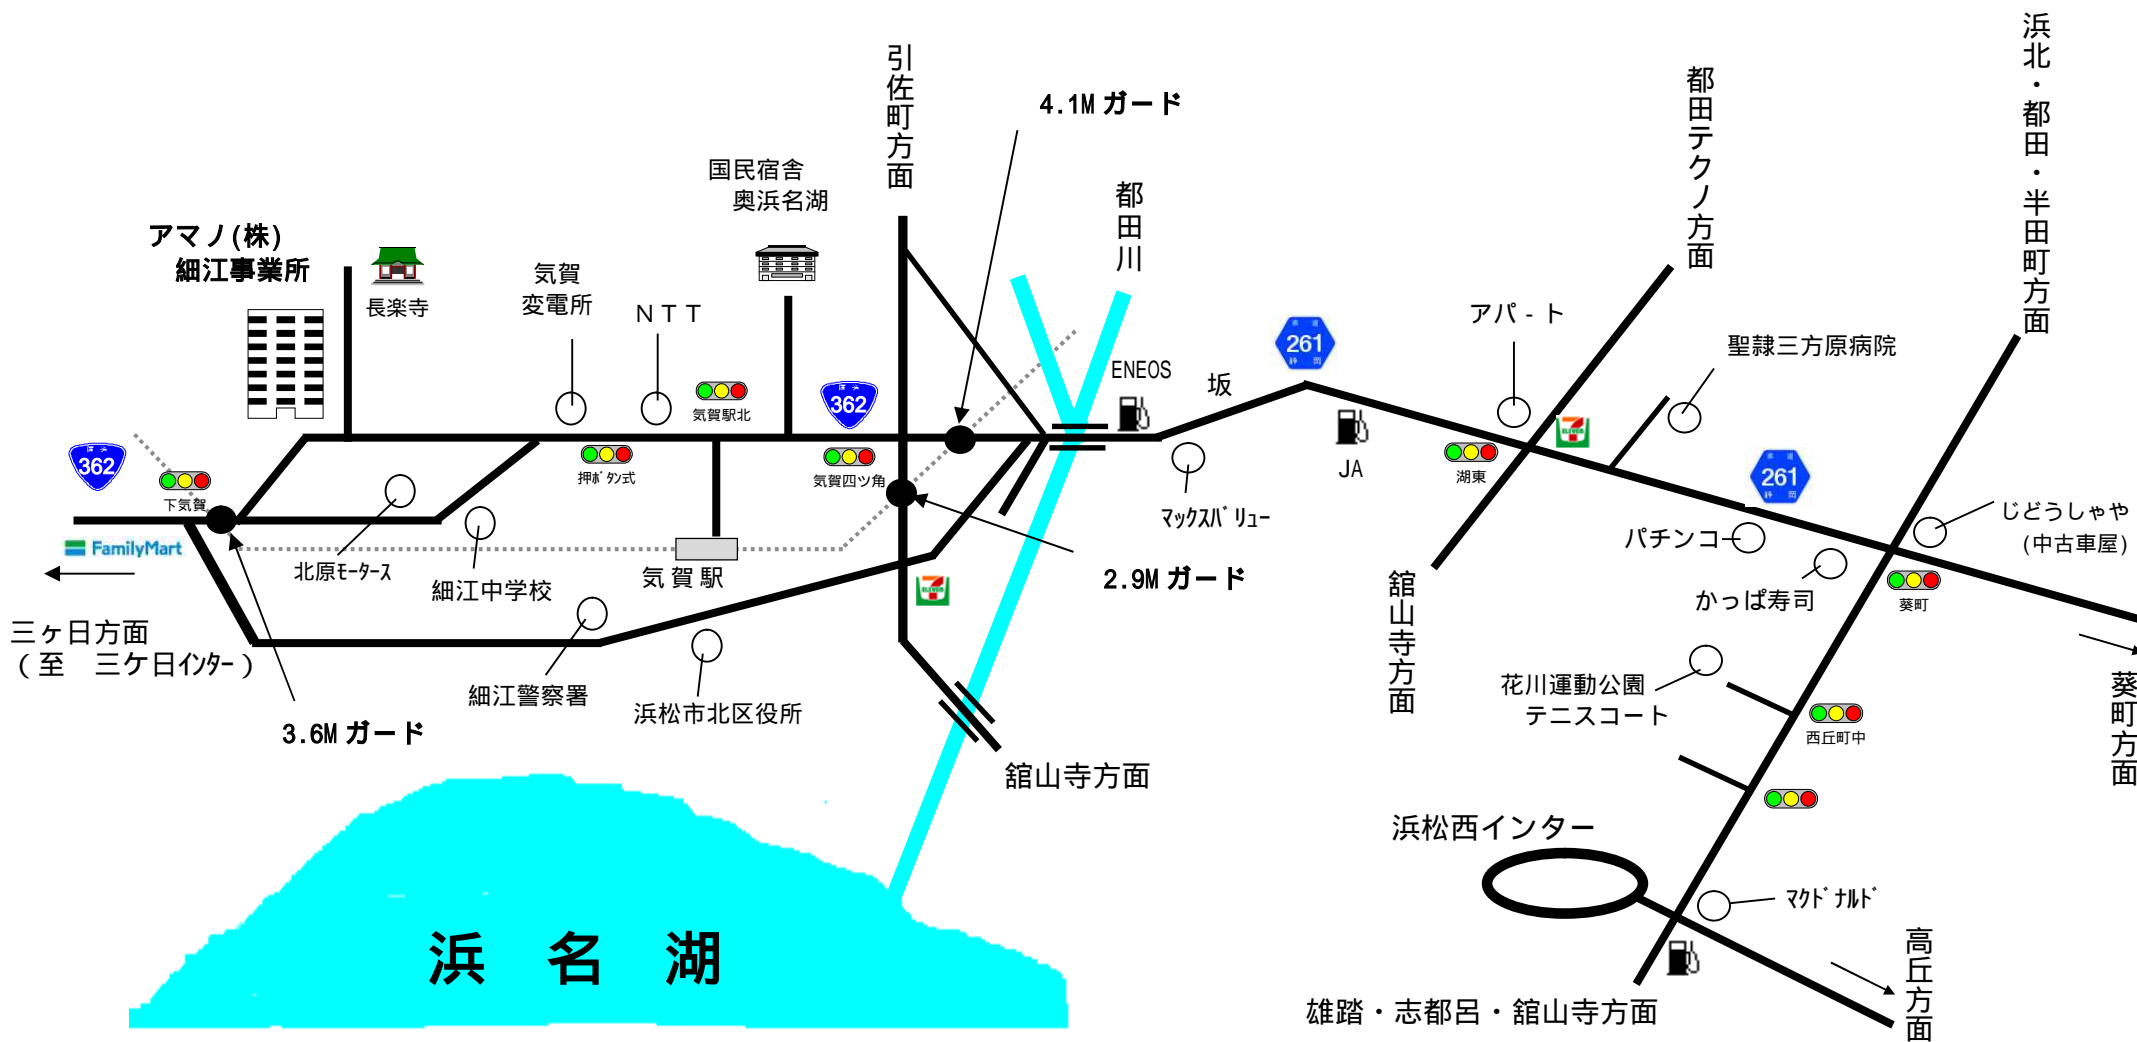 浜北・都田・半田町方面
引佐町方面
都田テクノ方面
4.1M ガード
国民宿舎
奥浜名湖
都田川
アマノ(株)
細江事業所
長楽寺
気賀
変電所
NTT
気賀駅北
362
ENEOS
坂
261
アパ-ト
聖隷三方原病院
362
下気賀
押ボタン式
気賀四ツ角
JA
湖東
ELEVEN
261
マックスバリュー
じどうしゃや
(中古車屋)
パチンコ
FamilyMart
北原モータース
細江中学校
気賀駅
2.9M ガード
ELEVEN
舘山寺方面
かっぱ寿司
葵町
三ヶ日方面
(至 三ケ日インター)
細江警察署
浜松市北区役所
3.6M ガード
花川運動公園
テニスコート
西丘町中
葵町方面
舘山寺方面
浜松西インター
マクドナルド
浜名湖
高丘方面
雄踏・志都呂・舘山寺方面